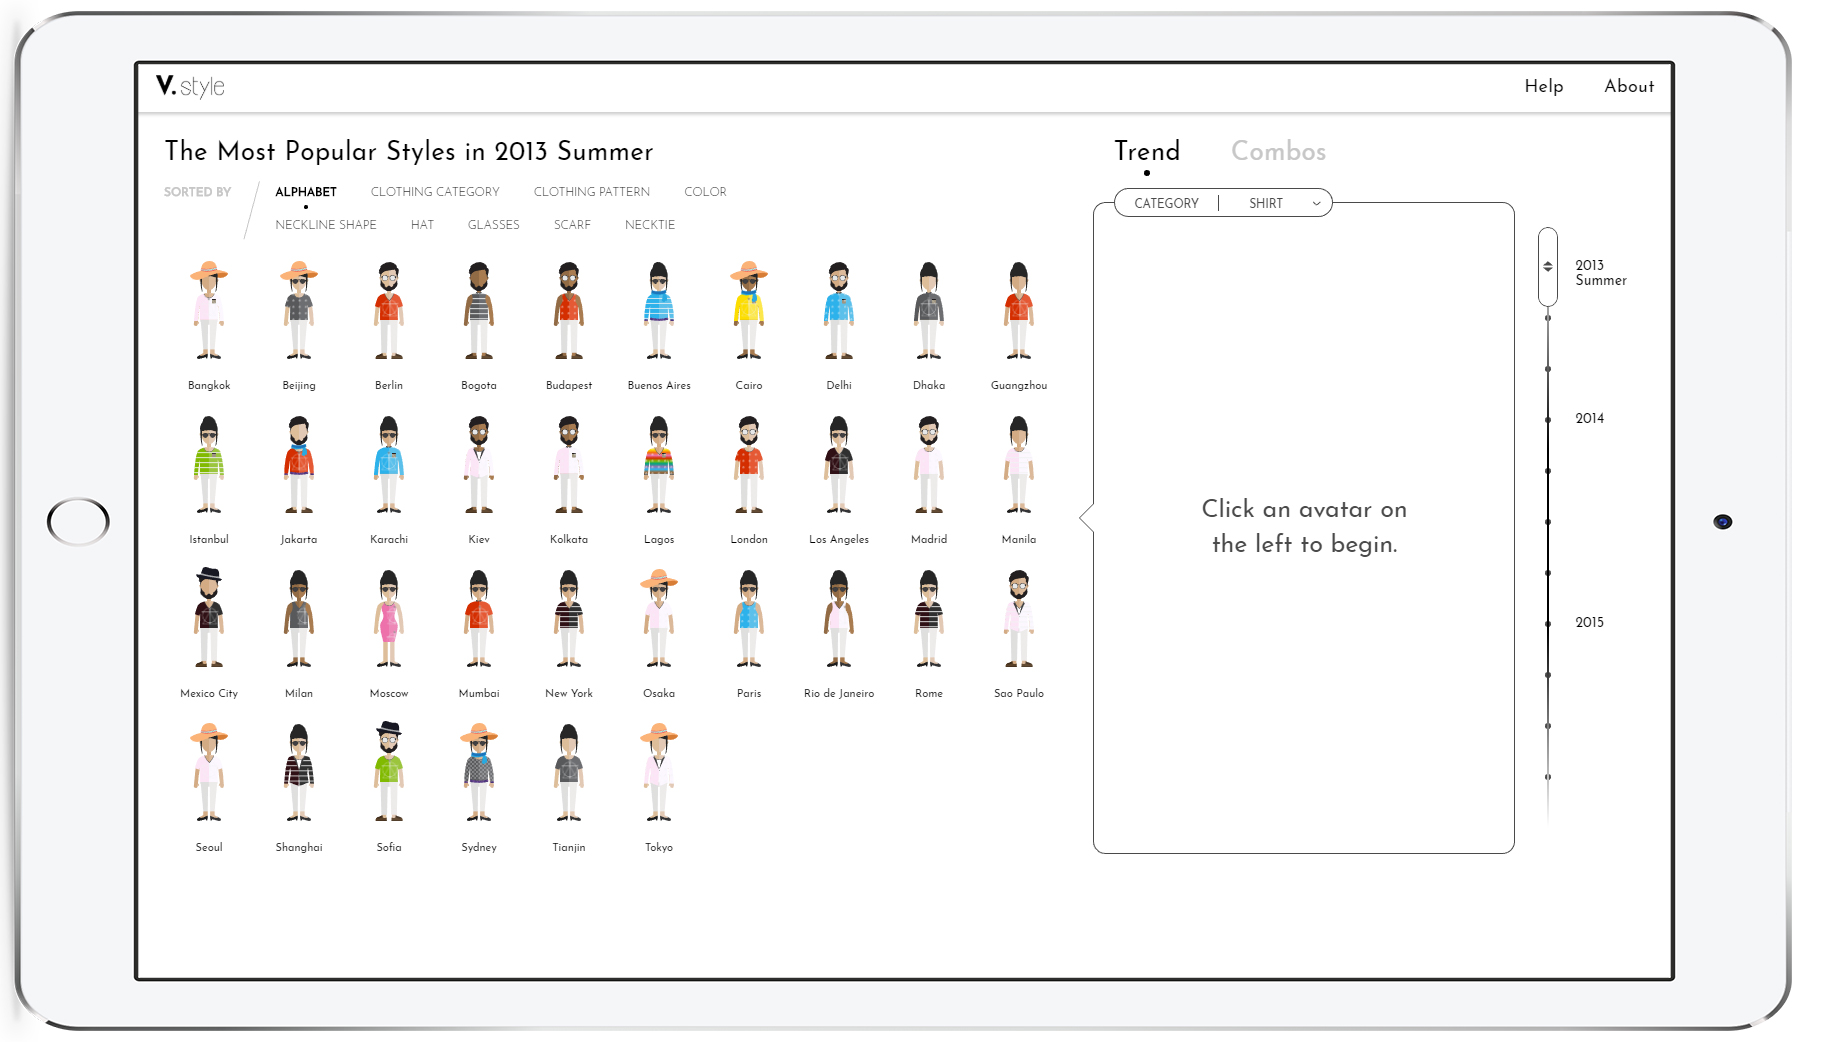 V. style
Help About
The Most Popular Styles in 2013 Summer
SORTED BY
ALPHABET CLOTHING CATEGORY CLOTHING PATTERN COLOR
NECKLINE SHAPE HAT GLASSES SCARF NECKTIE
Bangkok Beijing Berlin Bogota Budapest Buenos Aires Cairo Delhi Dhaka Guangzhou
Istanbul Jakarta Karachi Kiev Kolkata Lagos London Los Angeles Madrid Manila
Mexico City Milan Moscow Mumbai New York Osaka Paris Rio de Janeiro Rome Sao Paulo
Seoul Shanghai Sofia Sydney Tianjin Tokyo
Trend Combos
CATEGORY | SHIRT
Click an avatar on
the left to begin.
2013
Summer
2014
2015